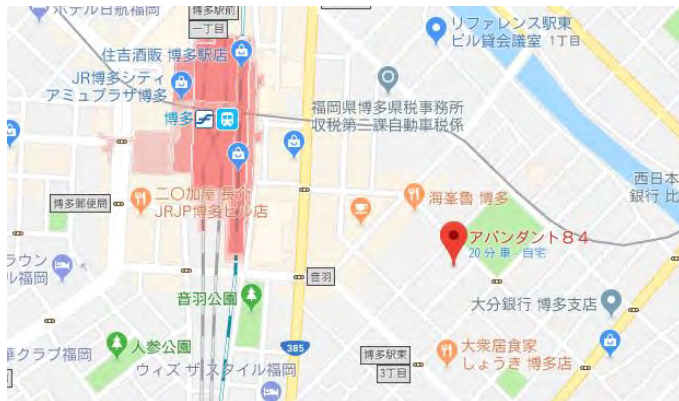 ホテル日航福岡
博多駅前
一丁目
住吉酒販 博多駅店
JR博多シティ
アミュプラザ博多
博多
リファレンス駅東
ビル貸会議室
1丁目
福岡県博多県税事務所
収税第三課自動車税係
西日本
銀行 比
博多郵便局
二〇加屋 長介
JRJP博多ビル店
海峯魯 博多
アバンダント84
20 分 車 - 自宅
ラウン
ル福岡
音羽
音羽公園
大分銀行 博多支店
人参公園
385
博多駅東
3丁目
大衆居食家
しょうき 博多店
華クラブ福岡
ウィズ ザ スタイル福岡